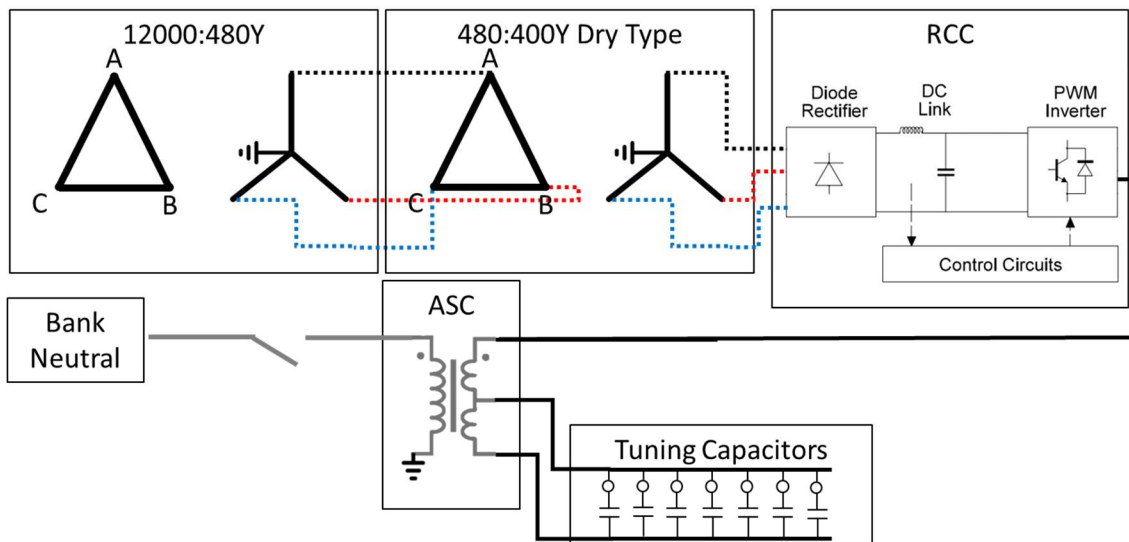 12000:480Y
A
C
B
480:400Y Dry Type
A
C
B
RCC
Diode
Rectifier
DC
Link
PWM
Inverter
Control Circuits
Bank
Neutral
ASC
Tuning Capacitors